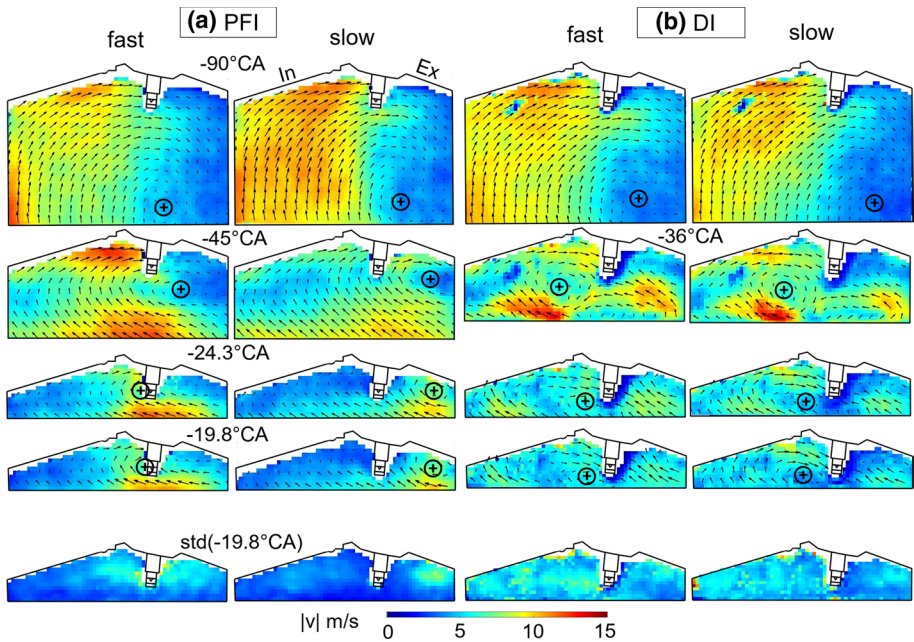 (a) PFI
(b) DI
fast
slow
fast
slow
-90°CA
In
Ex
-45°CA
-36°CA
-24.3°CA
-19.8°CA
std(-19.8°CA)
|v| m/s
0
5
10
15